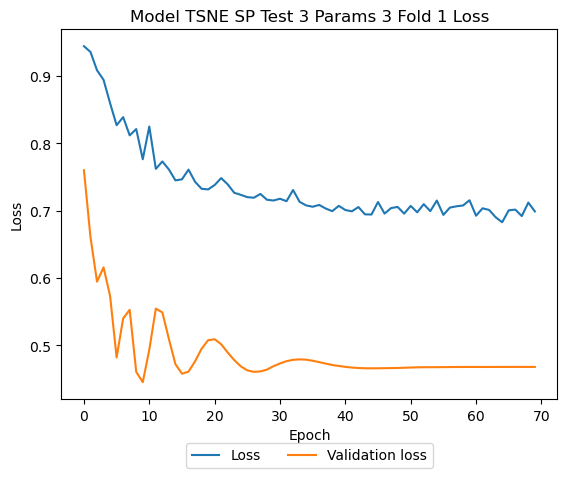 Model TSNE SP Test 3 Params 3 Fold 1 Loss
0.9
0.8
0.7
0.6
0.5
Loss
0 10 20 30 40 50 60 70
Epoch
Loss Validation loss